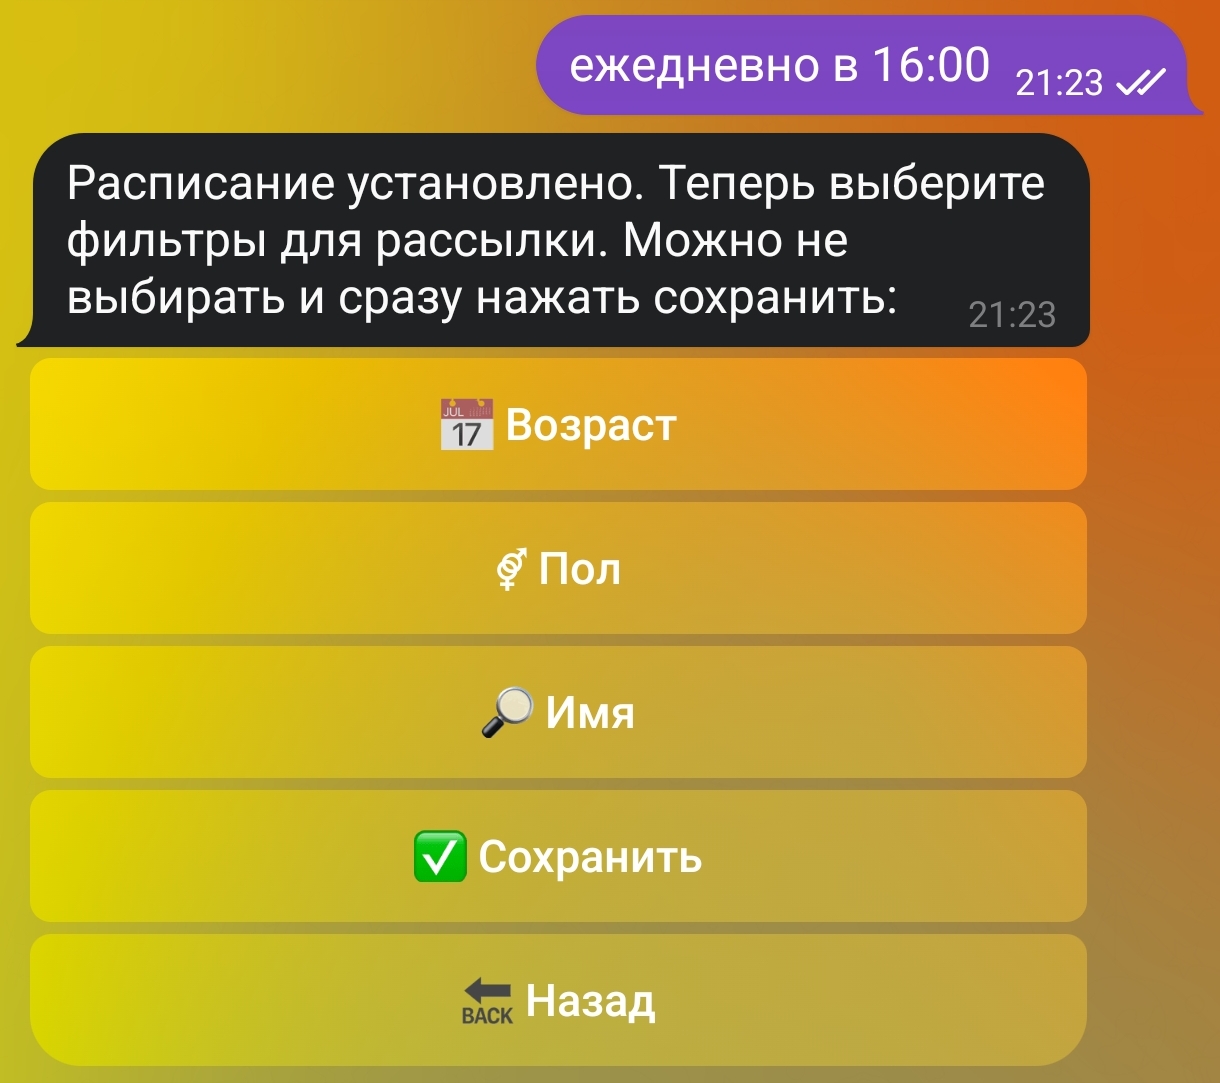 ежедневно в 16:00 21:23
Расписание установлено. Теперь выберите
фильтры для рассылки. Можно не
выбирать и сразу нажать сохранить:
21:23
JUL
17
Возраст
Пол
Имя
Сохранить
BACK
Назад